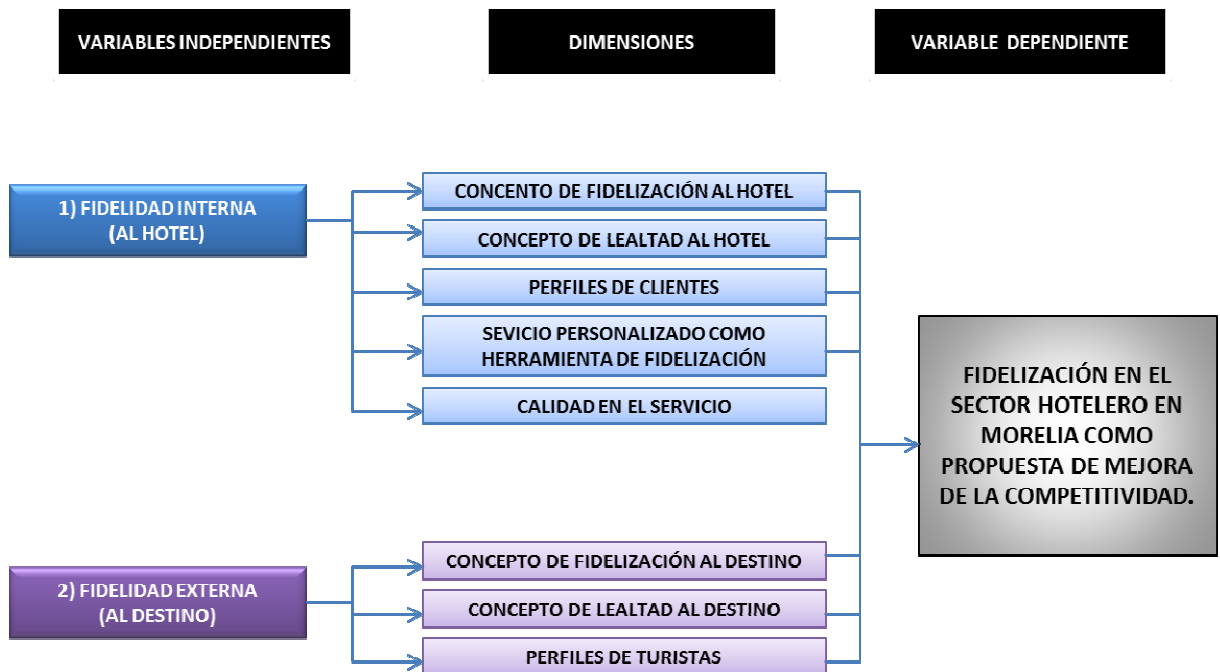 VARIABLES INDEPENDIENTES
DIMENSIONES
VARIABLE DEPENDIENTE
1) FIDELIDAD INTERNA
(AL HOTEL)
CONCENTO DE FIDELIZACIÓN AL HOTEL
CONCEPTO DE LEALTAD AL HOTEL
PERFILES DE CLIENTES
SEVICIO PERSONALIZADO COMO
HERRAMIENTA DE FIDELIZACIÓN
CALIDAD EN EL SERVICIO
FIDELIZACIÓN EN EL
SECTOR HOTELERO EN
MORELIA COMO
PROPUESTA DE MEJORA
DE LA COMPETITIVIDAD.
2) FIDELIDAD EXTERNA
(AL DESTINO)
CONCEPTO DE FIDELIZACIÓN AL DESTINO
CONCEPTO DE LEALTAD AL DESTINO
PERFILES DE TURISTAS